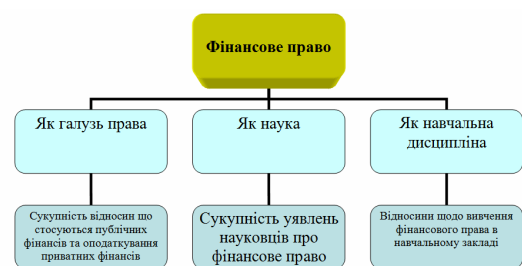 Фінансове право
Як галузь права
Як наука
Як навчальна
дисципліна
Сукупність відносин що
стосуються публічних
фінансів та оподаткування
приватних фінансів
Сукупність уявлень
науковців про
фінансове право
Відносини щодо вивчення
фінансового права в
навчальному закладі